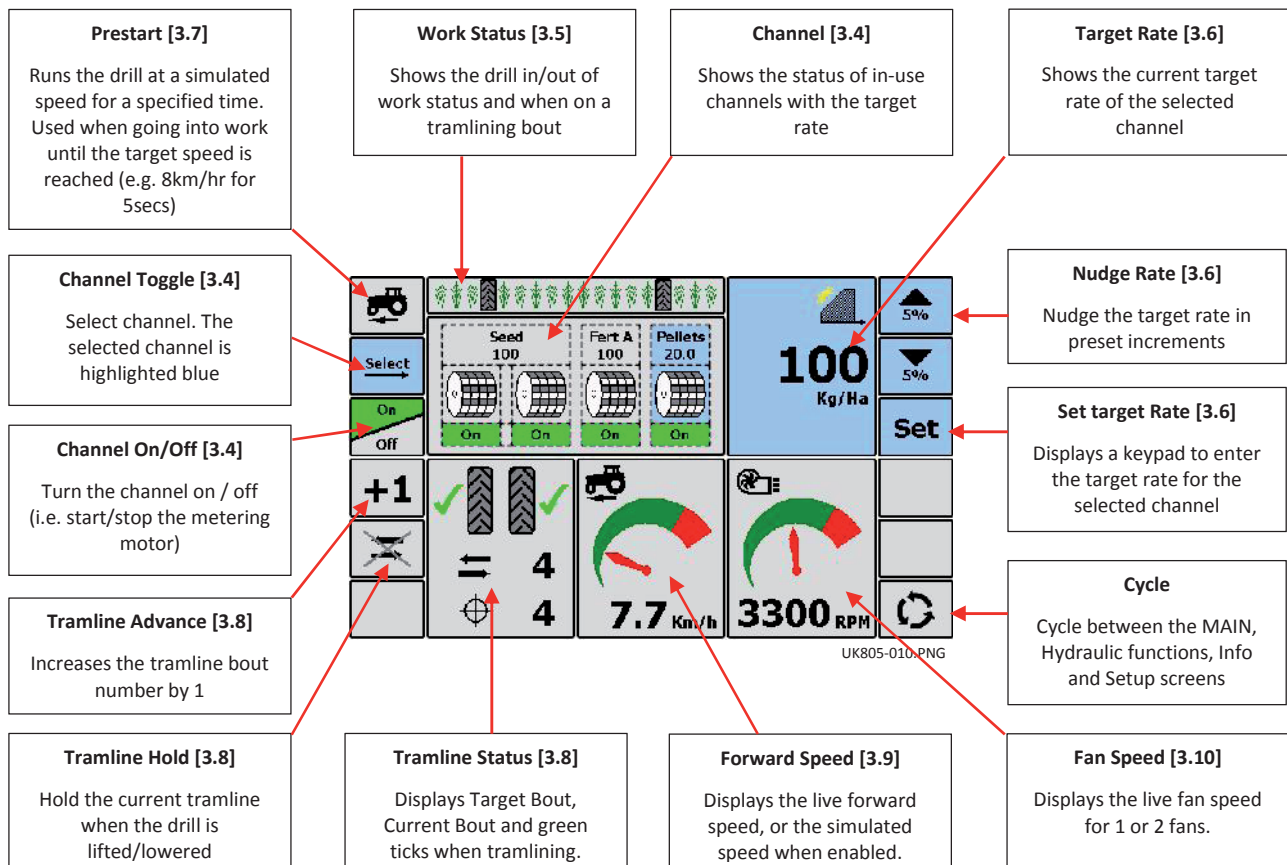 Prestart [3.7]
Runs the drill at a simulated
speed for a specified time.
Used when going into work
until the target speed is
reached (e.g. 8km/hr for
5secs)
Work Status [3.5]
Shows the drill in/out of
work status and when on a
tramlining bout
Channel [3.4]
Shows the status of in-use
channels with the target
rate
Target Rate [3.6]
Shows the current target
rate of the selected
channel
Channel Toggle [3.4]
Select channel. The
selected channel is
highlighted blue
Channel On/Off [3.4]
Turn the channel on / off
(i.e. start/stop the metering
motor)
Tramline Advance [3.8]
Increases the tramline bout
number by 1
Tramline Hold [3.8]
Hold the current tramline
when the drill is
lifted/lowered
Select
On
Off
+1
Seed
100
Fert A
100
Pellets
20.0
On
On
On
On
100
Kg/Ha
5%
5%
Set
4
4
7.7 Km/h
3300 RPM
UK805-010.PNG
Nudge Rate [3.6]
Nudge the target rate in
preset increments
Set target Rate [3.6]
Displays a keypad to enter
the target rate for the
selected channel
Cycle
Cycle between the MAIN,
Hydraulic functions, Info
and Setup screens
Tramline Status [3.8]
Displays Target Bout,
Current Bout and green
ticks when tramlining.
Forward Speed [3.9]
Displays the live forward
speed, or the simulated
speed when enabled.
Fan Speed [3.10]
Displays the live fan speed
for 1 or 2 fans.